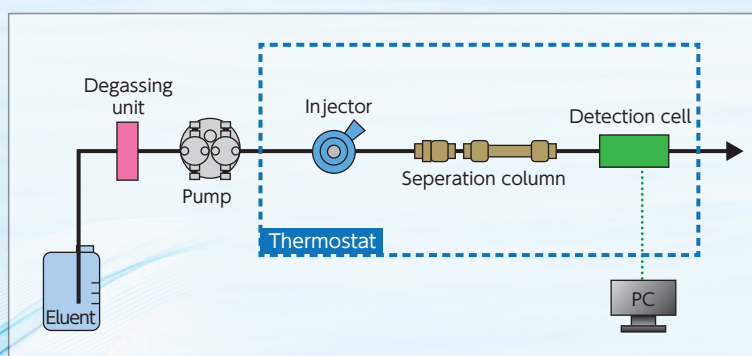 Degassing
unit
Injector
Detection cell
Pump
Seperation column
Thermostat
Eluent
PC